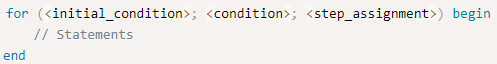 for (<initial_condition>; <condition>; <step_assignment>) begin
    // Statements
end